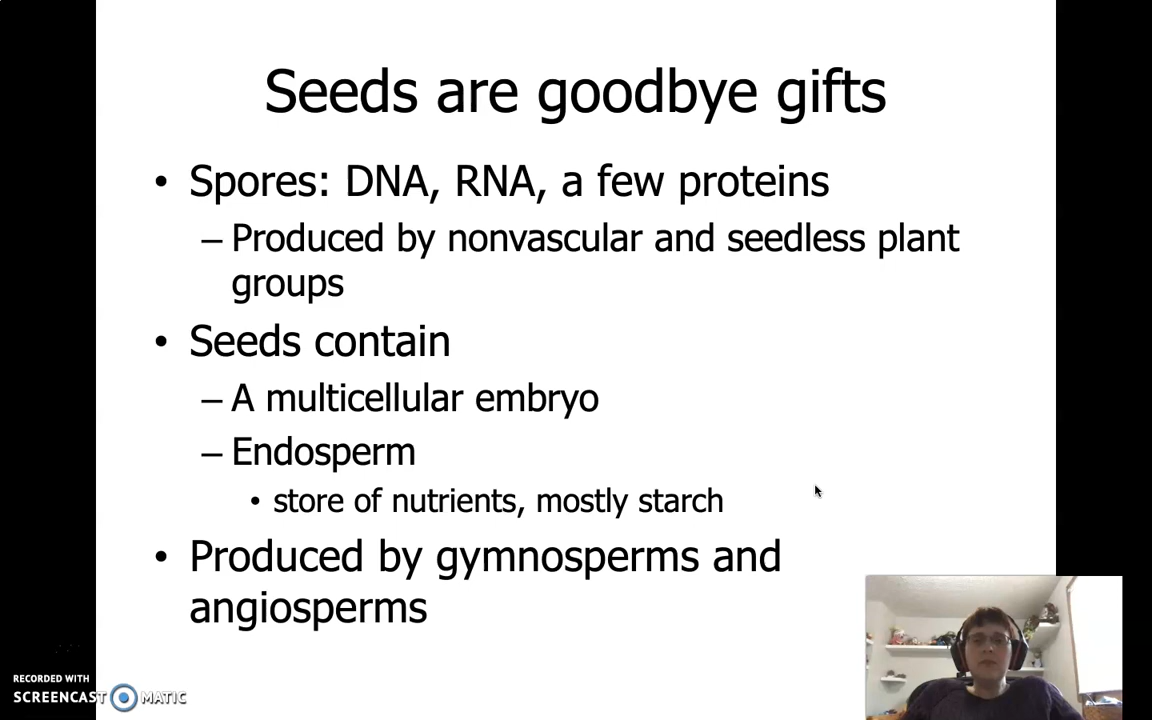 Seeds are goodbye gifts
• Spores: DNA, RNA, a few proteins
– Produced by nonvascular and seedless plant
groups
• Seeds contain
– A multicellular embryo
– Endosperm
• store of nutrients, mostly starch
• Produced by gymnosperms and
angiosperms
RECORDED WITH
SCREENCAST MATIC